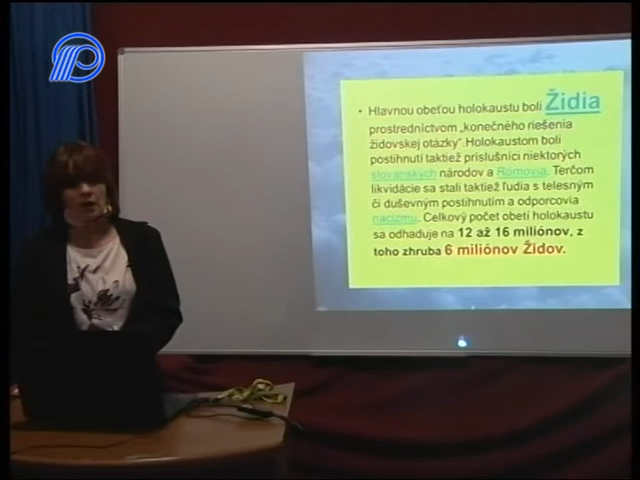 • Hlavnou obeťou holokaustu boli Židia
prostredníctvom „konečného riešenia
židovskej otázky“. Holokaustom boli
postihnutí taktiež príslušníci niektorých
slovanských národov a Rómovia. Terčom
likvidácie sa stali taktiež ľudia s telesným
či duševným postihnutím a odporcovia
nacizmu. Celkový počet obetí holokaustu
sa odhaduje na 12 až 16 miliónov, z
toho zhruba 6 miliónov Židov.